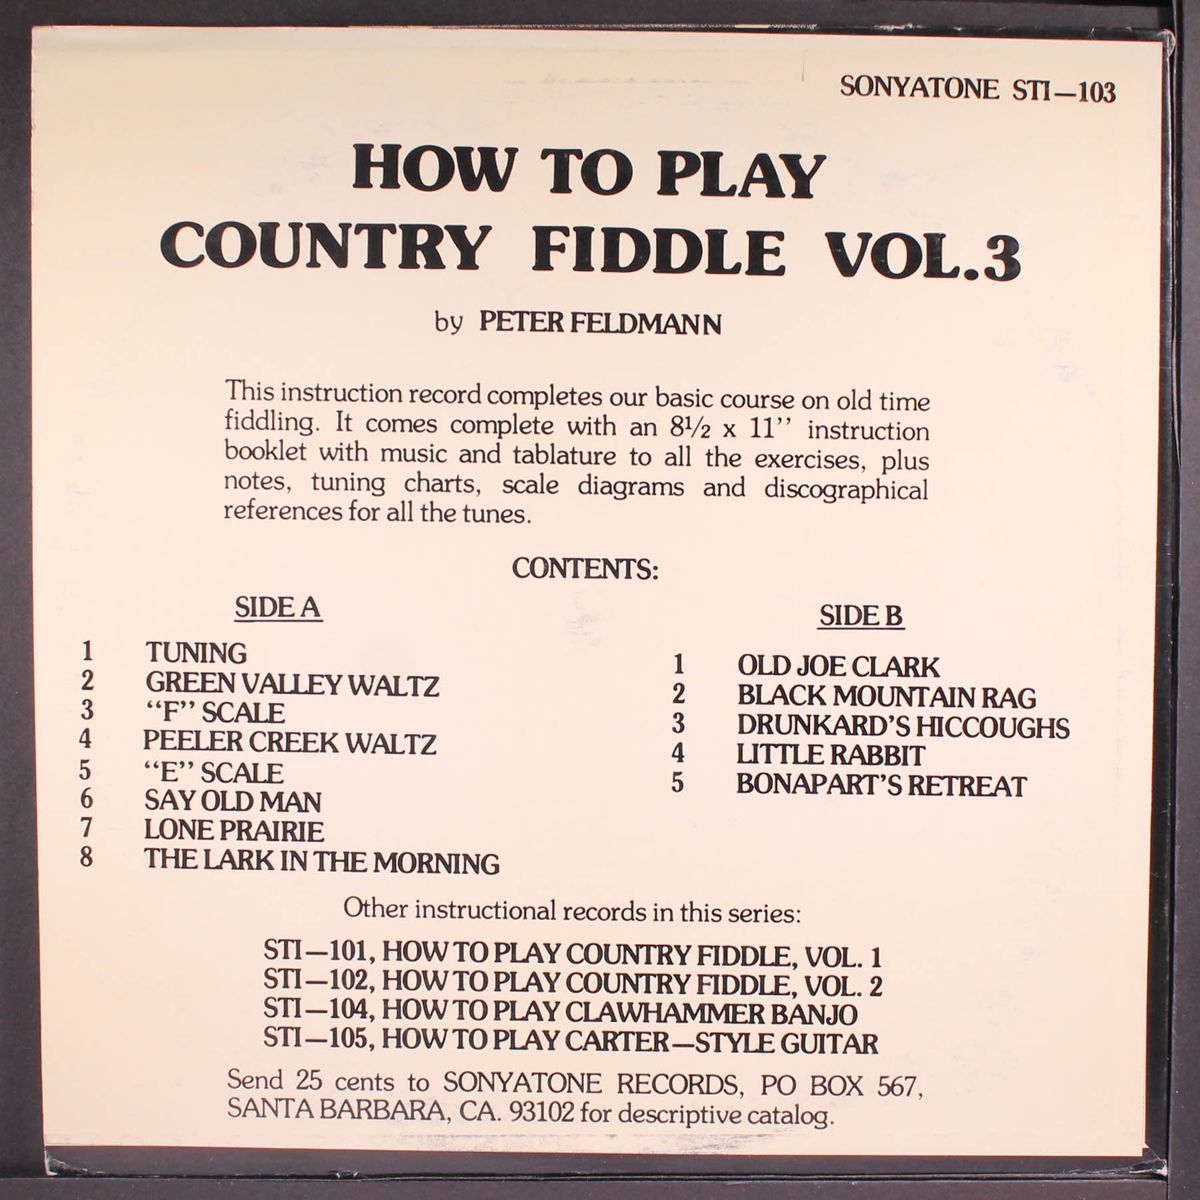 SONYATONE STI—103
HOW TO PLAY
COUNTRY FIDDLE VOL.3
by PETER FELDMANN
This instruction record completes our basic course on old time
fiddling. It comes complete with an 8½ x 11” instruction
booklet with music and tablature to all the exercises, plus
notes, tuning charts, scale diagrams and discographical
references for all the tunes.
CONTENTS:
SIDE A
1 TUNING
2 GREEN VALLEY WALTZ
3 “F” SCALE
4 PEELER CREEK WALTZ
5 “E” SCALE
6 SAY OLD MAN
7 LONE PRAIRIE
8 THE LARK IN THE MORNING
SIDE B
1 OLD JOE CLARK
2 BLACK MOUNTAIN RAG
3 DRUNKARD’S HICCOUGHS
4 LITTLE RABBIT
5 BONAPART’S RETREAT
Other instructional records in this series:
STI—101, HOW TO PLAY COUNTRY FIDDLE, VOL. 1
STI—102, HOW TO PLAY COUNTRY FIDDLE, VOL. 2
STI—104, HOW TO PLAY CLAWHAMMER BANJO
STI—105, HOW TO PLAY CARTER—STYLE GUITAR
Send 25 cents to SONYATONE RECORDS, PO BOX 567,
SANTA BARBARA, CA. 93102 for descriptive catalog.